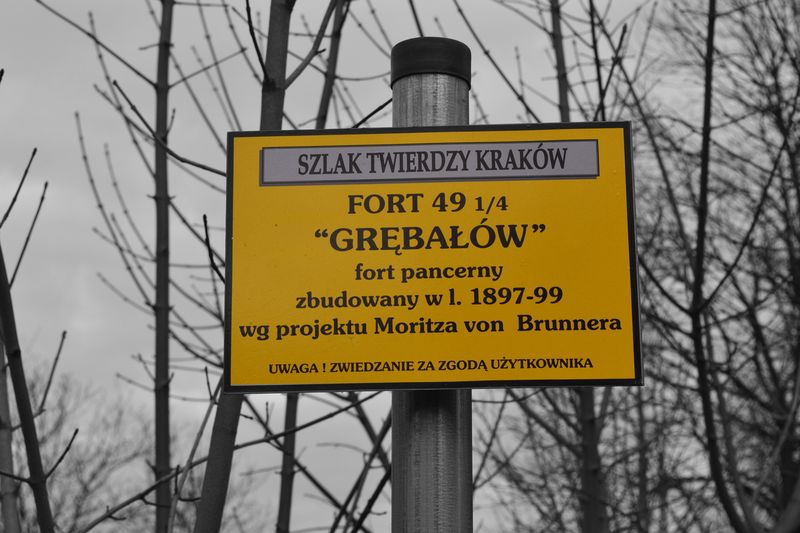 SZLAK TWIERDZY KRAKÓW
FORT 49 1/4
“GRĘBAŁÓW”
fort pancerny
zbudowany w l. 1897-99
wg projektu Moritza von Brunnera
UWAGA ! ZWIEDZANIE ZA ZGODĄ UŻYTKOWNIKA